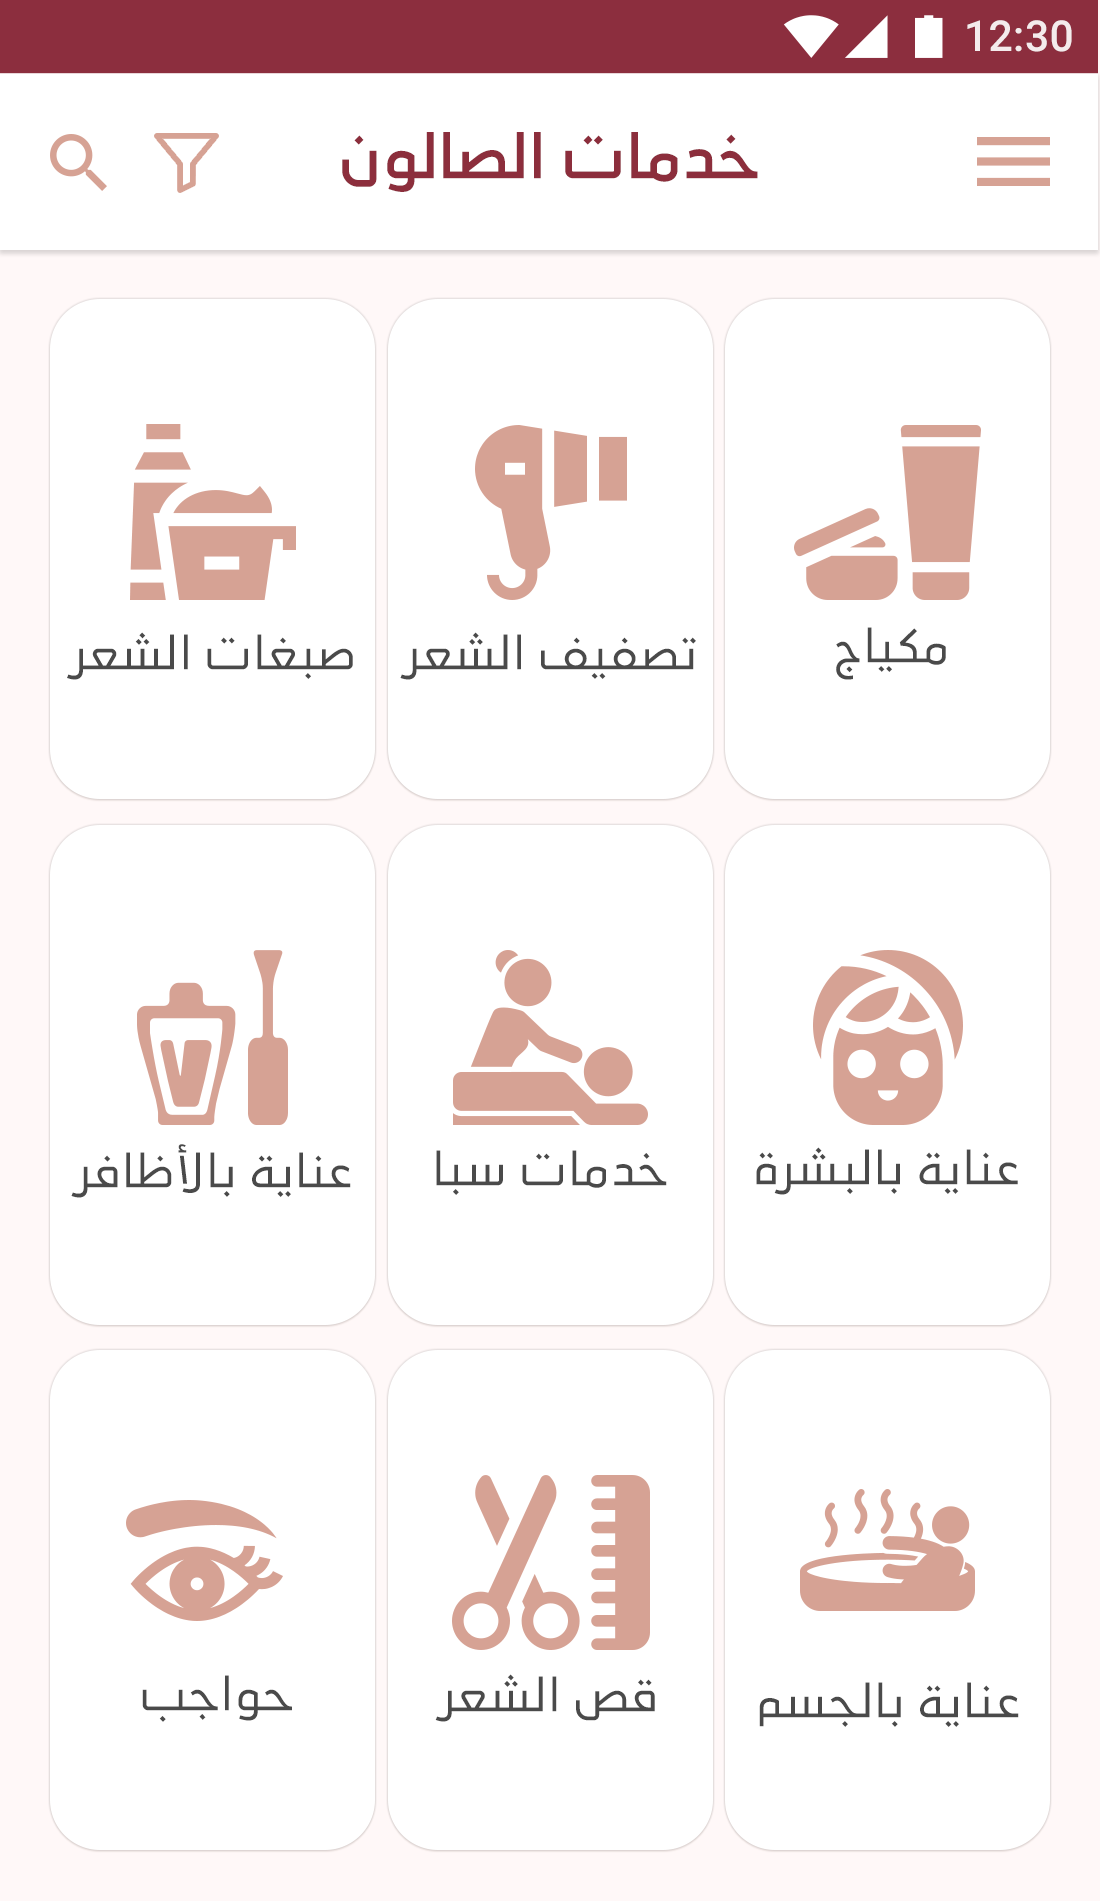 12:30
خدمات الصالون
مكياج
تصفيف الشعر
صبغات الشعر
عناية بالبشرة
خدمات سبا
عناية بالأظافر
عناية بالجسم
قص الشعر
حواجب